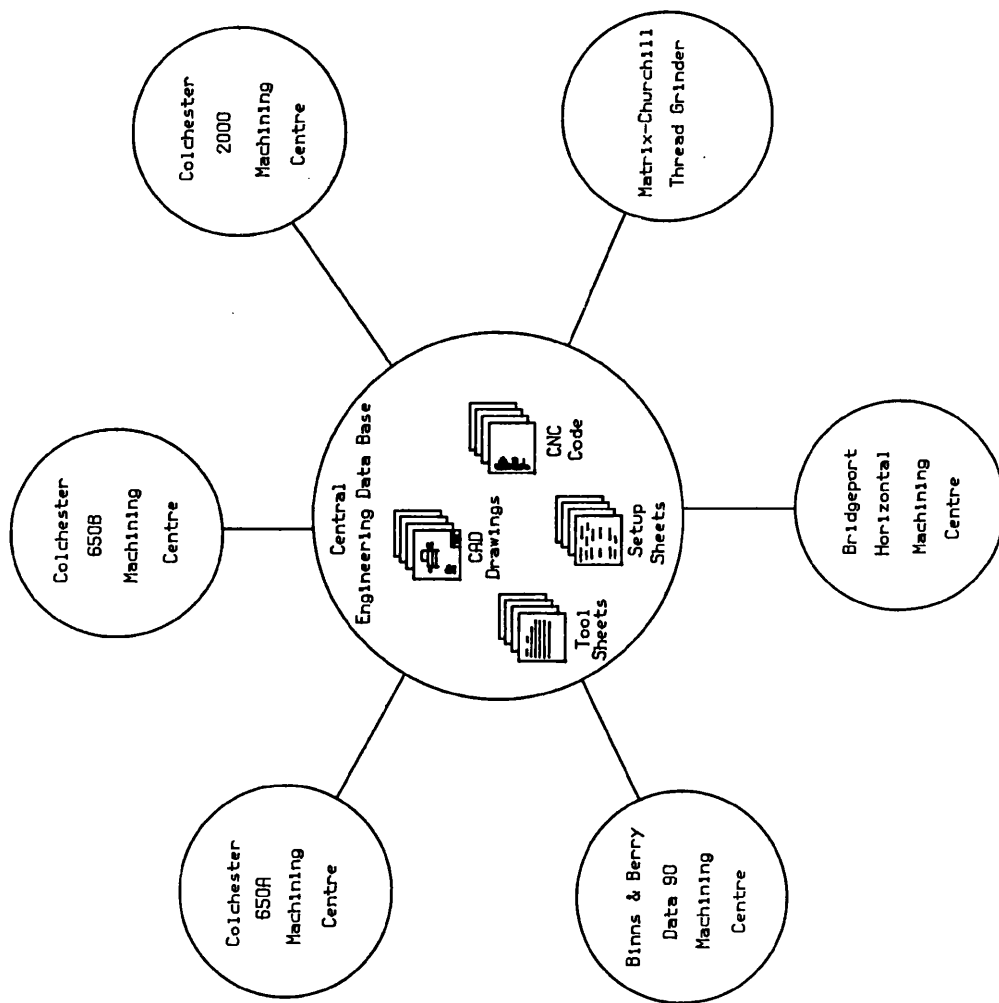 Colchester
650A
Machining
Centre
Colchester
650B
Machining
Centre
Colchester
2000
Machining
Centre
Central
Engineering Data Base
CAD
Drawings
CNC
Code
Tool
Sheets
Setup
Sheets
Binns & Berry
Data 90
Machining
Centre
Bridgeport
Horizontal
Machining
Centre
Matrix-Churchill
Thread Grinder